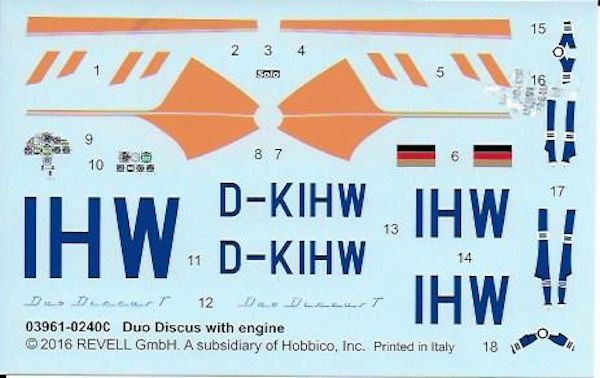 2 3 4 15
1 Solo 5 16
9 8 7 6
10
D-KIHW 17
IHW IHW
13
D-KIHW 14
11 IHW
Duo Discus T 12 Duo Discus T
03961-0240 Duo Discus with engine
© 2016 REVELL GmbH. A subsidiary of Hobbico, Inc. Printed in Italy 18